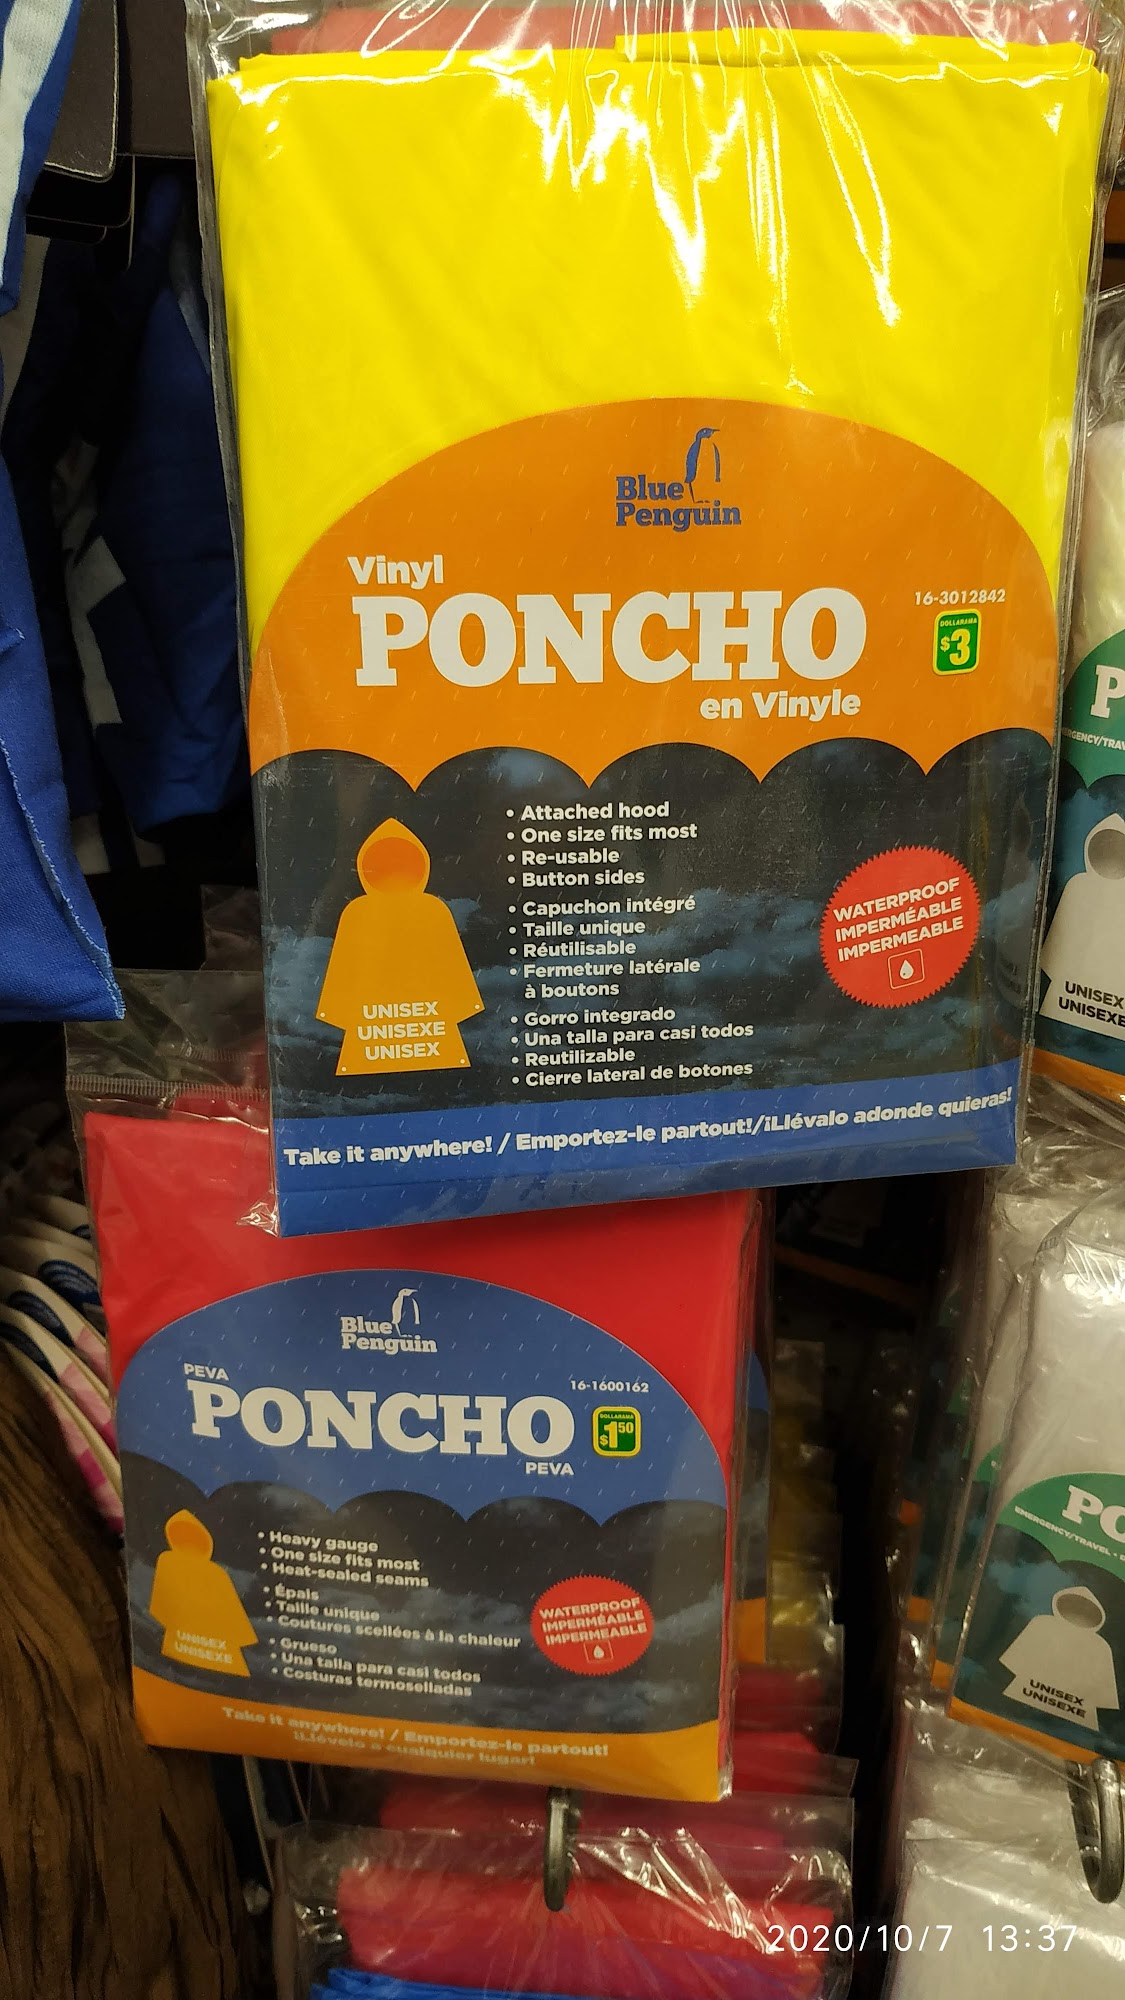 Blue
Penguin
Vinyl
PONCHO
en Vinyle
16-3012842
DOLLARAMA
$3
• Attached hood
• One size fits most
• Re-usable
• Button sides
• Capuchon intégré
• Taille unique
• Réutilisable
• Fermeture latérale
à boutons
• Gorro integrado
• Una talla para casi todos
• Reutilizable
• Cierre lateral de botones
WATERPROOF
IMPERMÉABLE
IMPERMEABLE
UNISEX
UNISEXE
UNISEX
Take it anywhere! / Emportez-le partout!/¡Llévalo adonde quieras!
UNISEX
UNISEXE
Blue
Penguin
PEVA
PONCHO
PEVA
16-1600162
DOLLARAMA
$1.50
• Heavy gauge
• One size fits most
• Heat-sealed seams
• Épais
• Taille unique
• Coutures scellées à la chaleur
• Grueso
• Una talla para casi todos
• Costuras termoselladas
WATERPROOF
IMPERMÉABLE
IMPERMEABLE
UNISEX
UNISEXE
Take it anywhere! / Emportez-le partout!
¡Llévelo a cualquier lugar!
EMERGENCY/TRAVEL
UNISEX
UNISEXE
2020/10/7 13:37